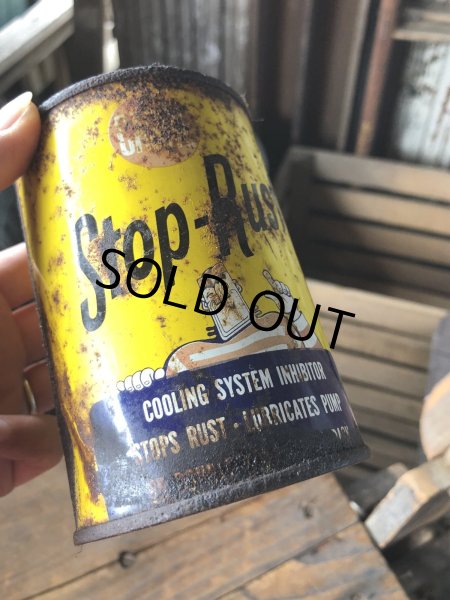 Stop-Rust
SOLD OUT
COOLING SYSTEM INHIBITOR
STOPS RUST - LUBRICATES PUMP